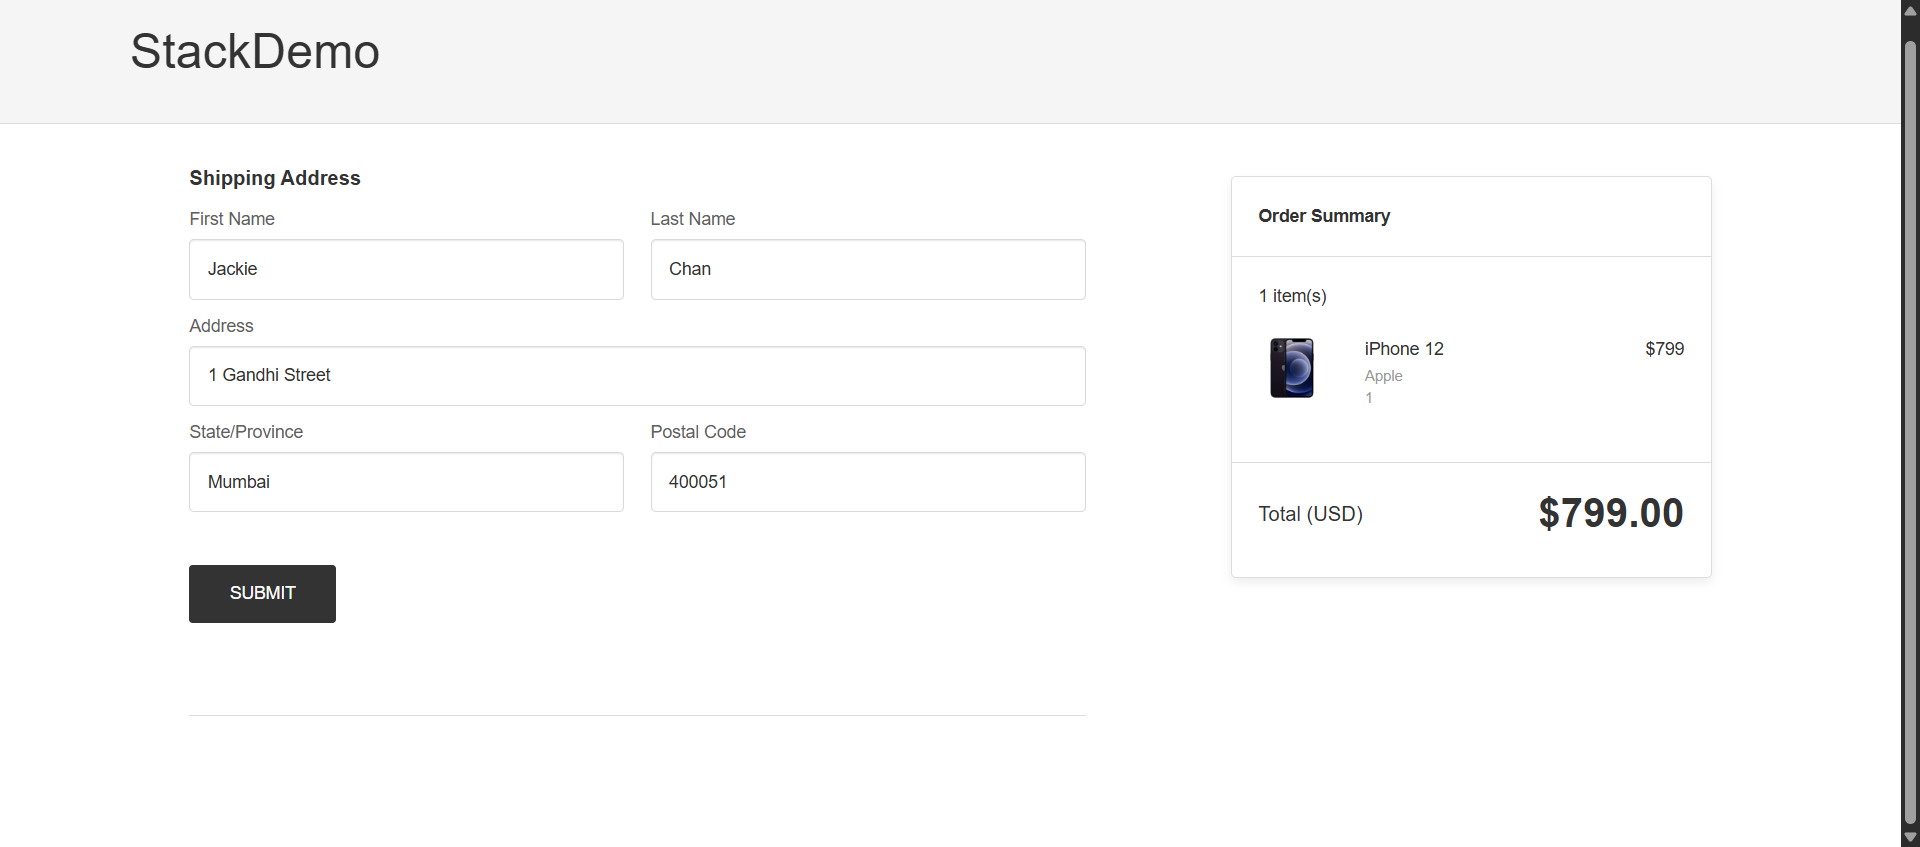 StackDemo
Shipping Address
First Name
Last Name
Jackie
Chan
Address
1 Gandhi Street
State/Province
Postal Code
Mumbai
400051
SUBMIT
Order Summary
1 item(s)
iPhone 12
$799
Apple
1
Total (USD)
$799.00